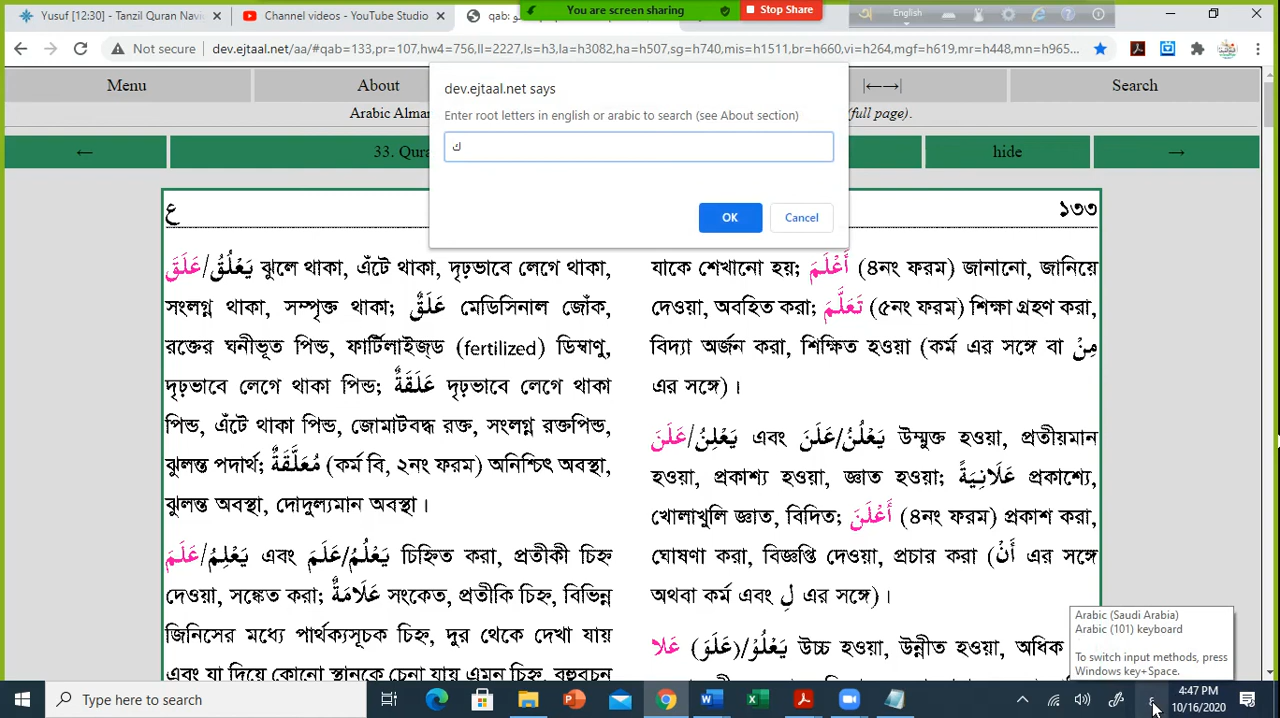 Yusuf [12:30] - Tanzil Quran Navi
Channel videos - YouTube Studio
You are screen sharing
Stop Share
English
Not secure
dev.ejtaal.net/aa/#qab=133,pr=107,hw4=756,ll=2227,ls=h3,la=h3082,ha=h507,sg=h740,mis=h1511,br=h660,vi=h264,mgf=h619,mr=h448,mn=h965...
Menu
About
|←→|
Search
Arabic Alman
(full page).
dev.ejtaal.net says
Enter root letters in english or arabic to search (see About section)
ك
OK
Cancel
←
33. Qura
hide
→
ع
১৩৩
عَلَقَ/يَعْلُقُ ঝুলে থাকা, এঁটে থাকা, দৃঢ়ভাবে লেগে থাকা,
সংলগ্ন থাকা, সম্পৃক্ত থাকা; عَلَقٌ মেডিসিনাল জোঁক,
রক্তের ঘনীভূত পিন্ড, ফার্টিলাইজ্ড (fertilized) ডিম্বাণু,
দৃঢ়ভাবে লেগে থাকা পিন্ড; عَلَقَةٌ দৃঢ়ভাবে লেগে থাকা
পিন্ড, এঁটে থাকা পিন্ড, জোমাটবদ্ধ রক্ত, সংলগ্ন রক্তপিন্ড,
ঝুলন্ত পদার্থ; مُعَلَّقَةٌ (কর্ম বি, ২নং ফরম) অনিশ্চিৎ অবস্থা,
ঝুলন্ত অবস্থা, দোদুল্যমান অবস্থা।
عَلَمَ/يَعْلِمُ এবং عَلَمَ/يَعْلُمُ চিহ্নিত করা, প্রতীকী চিহ্ন
দেওয়া, সঙ্কেত করা; عَلَامَةٌ সংকেত, প্রতীকি চিহ্ন, বিভিন্ন
জিনিসের মধ্যে পার্থক্যসূচক চিহ্ন, দুর থেকে দেখা যায়
এবং যা দিয়ে কোনো স্থানকে চেনা যায় এমন চিহ্ন, বহুবচন
যাকে শেখানো হয়; أَعْلَمَ (৪নং ফরম) জানানো, জানিয়ে
দেওয়া, অবহিত করা; تَعَلَّمَ (৫নং ফরম) শিক্ষা গ্রহণ করা,
বিদ্যা অর্জন করা, শিক্ষিত হওয়া (কর্ম এর সঙ্গে বা مِنْ
এর সঙ্গে)।
عَلَنَ/يَعْلِنُ এবং عَلَنَ/يَعْلُنُ উম্মুক্ত হওয়া, প্রতীয়মান
হওয়া, প্রকাশ্য হওয়া, জ্ঞাত হওয়া; عَلَانِيَةً প্রকাশ্যে,
খোলাখুলি জ্ঞাত, বিদিত; أَعْلَنَ (৪নং ফরম) প্রকাশ করা,
ঘোষণা করা, বিজ্ঞপ্তি দেওয়া, প্রচার করা (أَنْ এর সঙ্গে
অথবা কর্ম এবং لِ এর সঙ্গে)।
عَلا (عَلَوَ)/يَعْلُوْ উচ্চ হওয়া, উন্নীত হওয়া, অধিক
Arabic (Saudi Arabia)
Arabic (101) keyboard
To switch input methods, press
Windows key+Space.
Type here to search
4:47 PM
10/16/2020